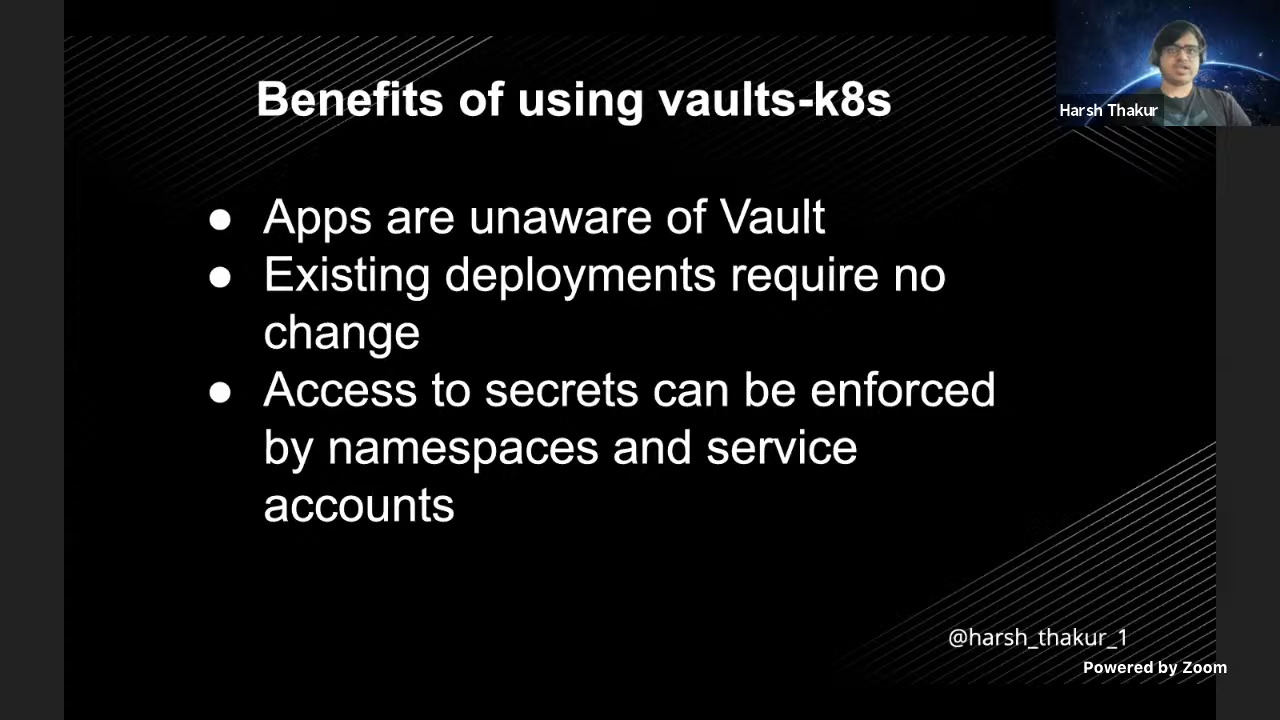 Benefits of using vaults-k8s
Harsh Thakur
● Apps are unaware of Vault
● Existing deployments require no
change
● Access to secrets can be enforced
by namespaces and service
accounts
@harsh_thakur_1
Powered by Zoom